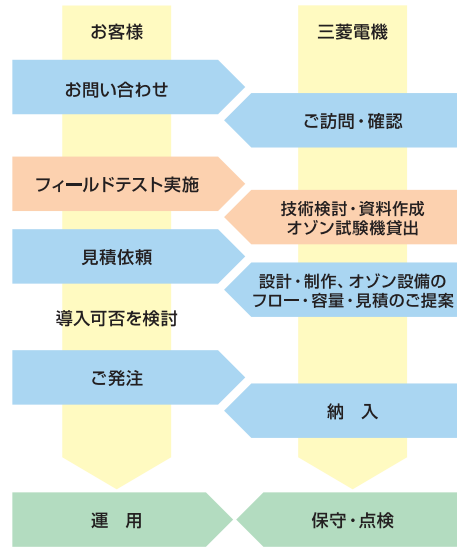 お客様
三菱電機
お問い合わせ
ご訪問・確認
フィールドテスト実施
技術検討・資料作成
オゾン試験機貸出
見積依頼
設計・制作、オゾン設備の
フロー・容量・見積のご提案
導入可否を検討
ご発注
納　入
運　用
保守・点検